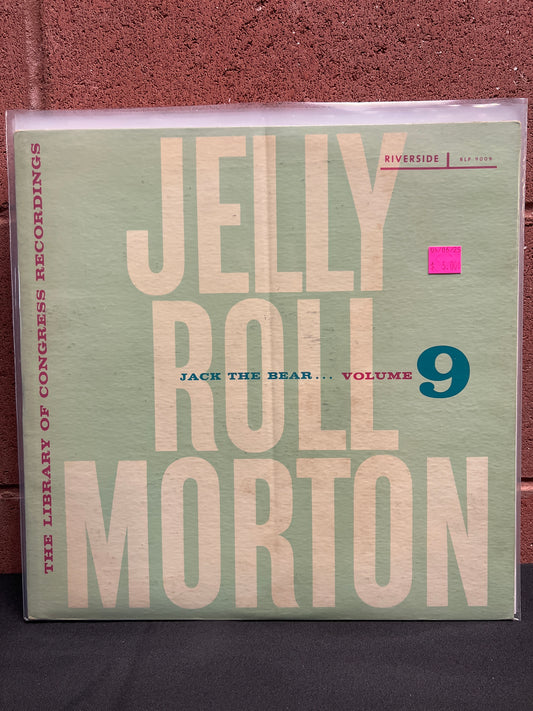 THE LIBRARY OF CONGRESS RECORDINGS
RIVERSIDE RLP 9009
JELLY
ROLL
JACK THE BEAR... VOLUME 9
MORTON